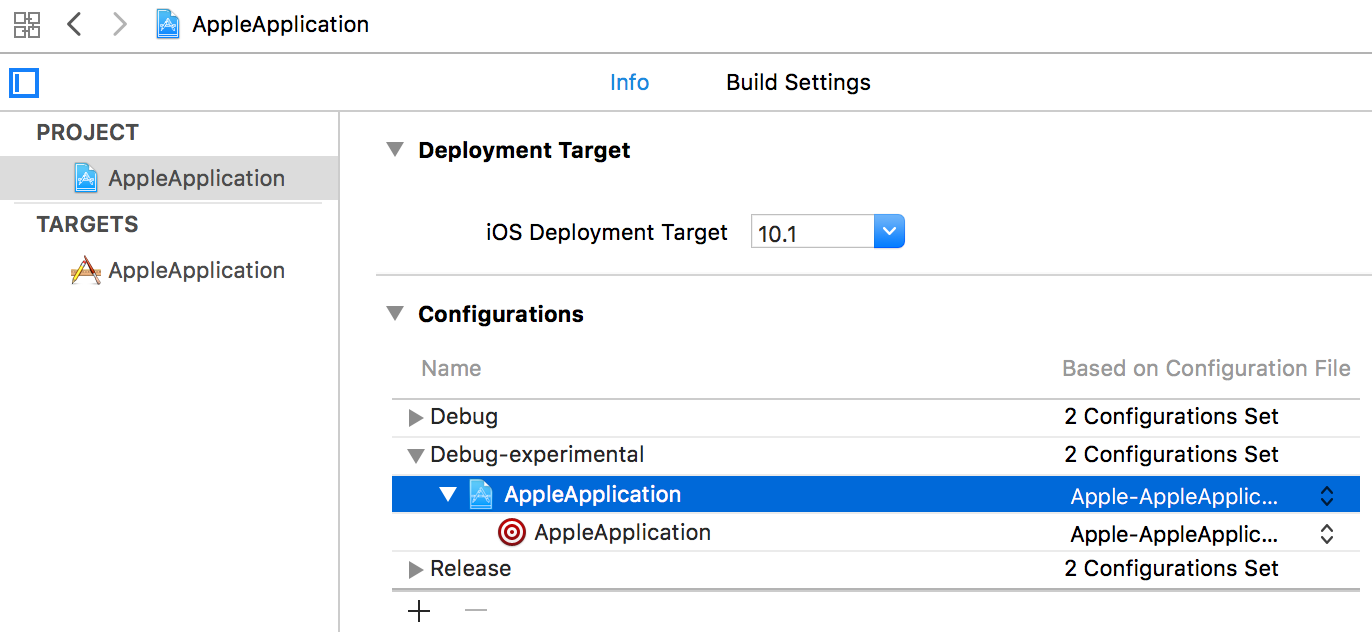 AppleApplication
Info Build Settings
PROJECT
AppleApplication
TARGETS
AppleApplication
Deployment Target
iOS Deployment Target 10.1
Configurations
Name Based on Configuration File
Debug 2 Configurations Set
Debug-experimental 2 Configurations Set
AppleApplication Apple-AppleApplic...
AppleApplication Apple-AppleApplic...
Release 2 Configurations Set